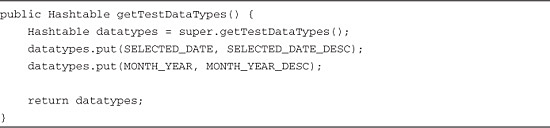 public Hashtable getTestDataTypes() {
    Hashtable datatypes = super.getTestDataTypes();
    datatypes.put(SELECTED_DATE, SELECTED_DATE_DESC);
    datatypes.put(MONTH_YEAR, MONTH_YEAR_DESC);

    return datatypes;
}